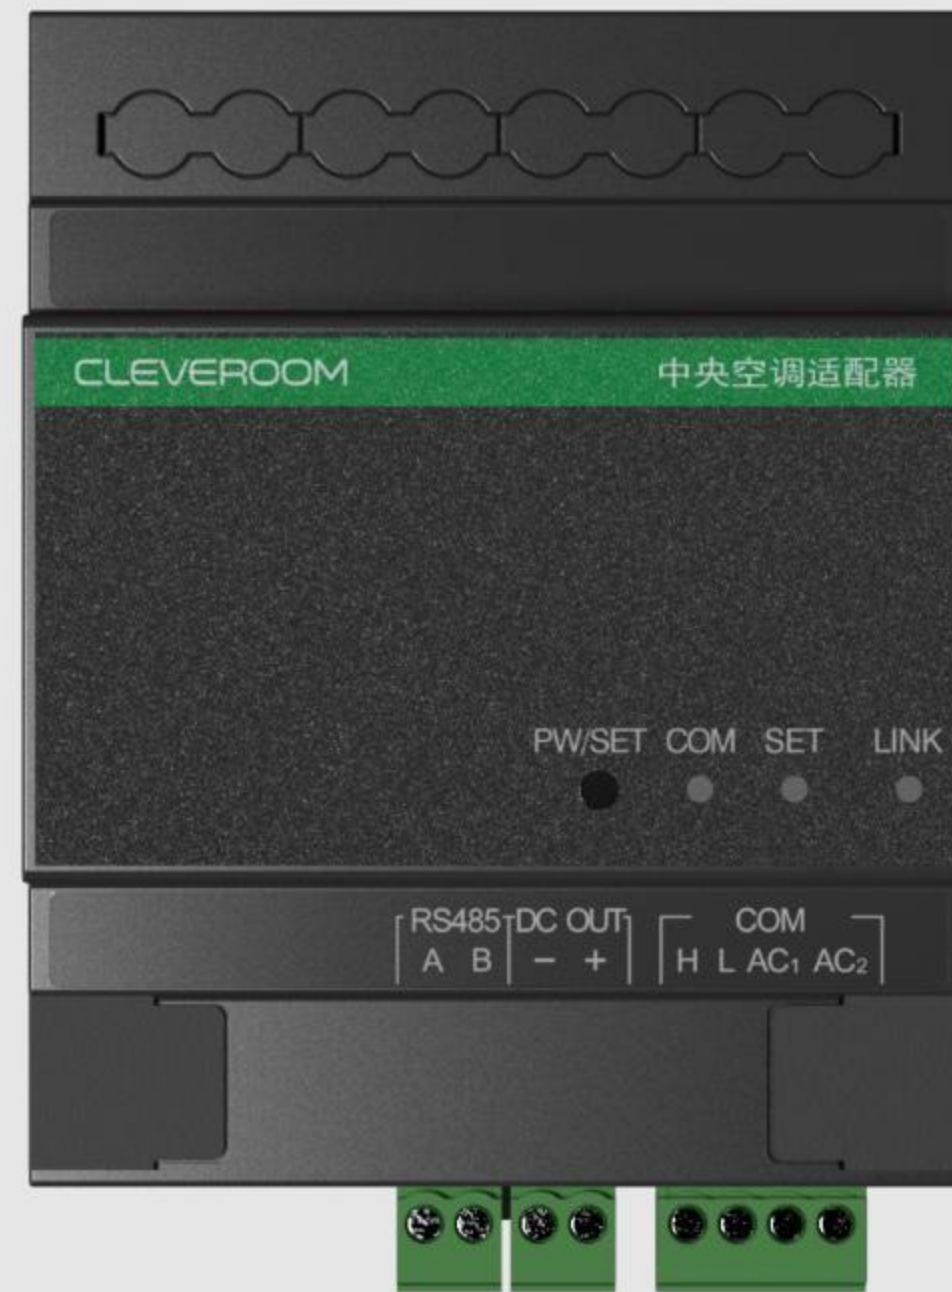 CLEVEROOM 中央空调适配器
PW/SET COM SET LINK
RS485 DC OUT COM
A B − + H L AC₁ AC₂